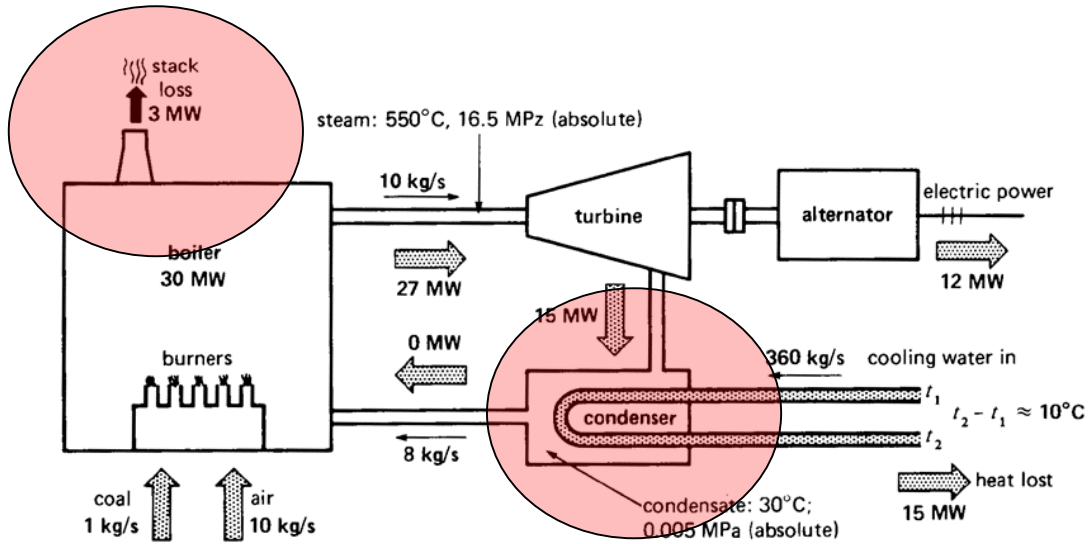 stack
loss
3 MW
steam: 550°C, 16.5 MPz (absolute)
10 kg/s
turbine
alternator
electric power
boiler
30 MW
27 MW
12 MW
15 MW
0 MW
burners
360 kg/s cooling water in
condenser
t₁
t₂ - t₁ ≈ 10°C
t₂
8 kg/s
heat lost
15 MW
coal
1 kg/s
air
10 kg/s
condensate: 30°C;
0.005 MPa (absolute)